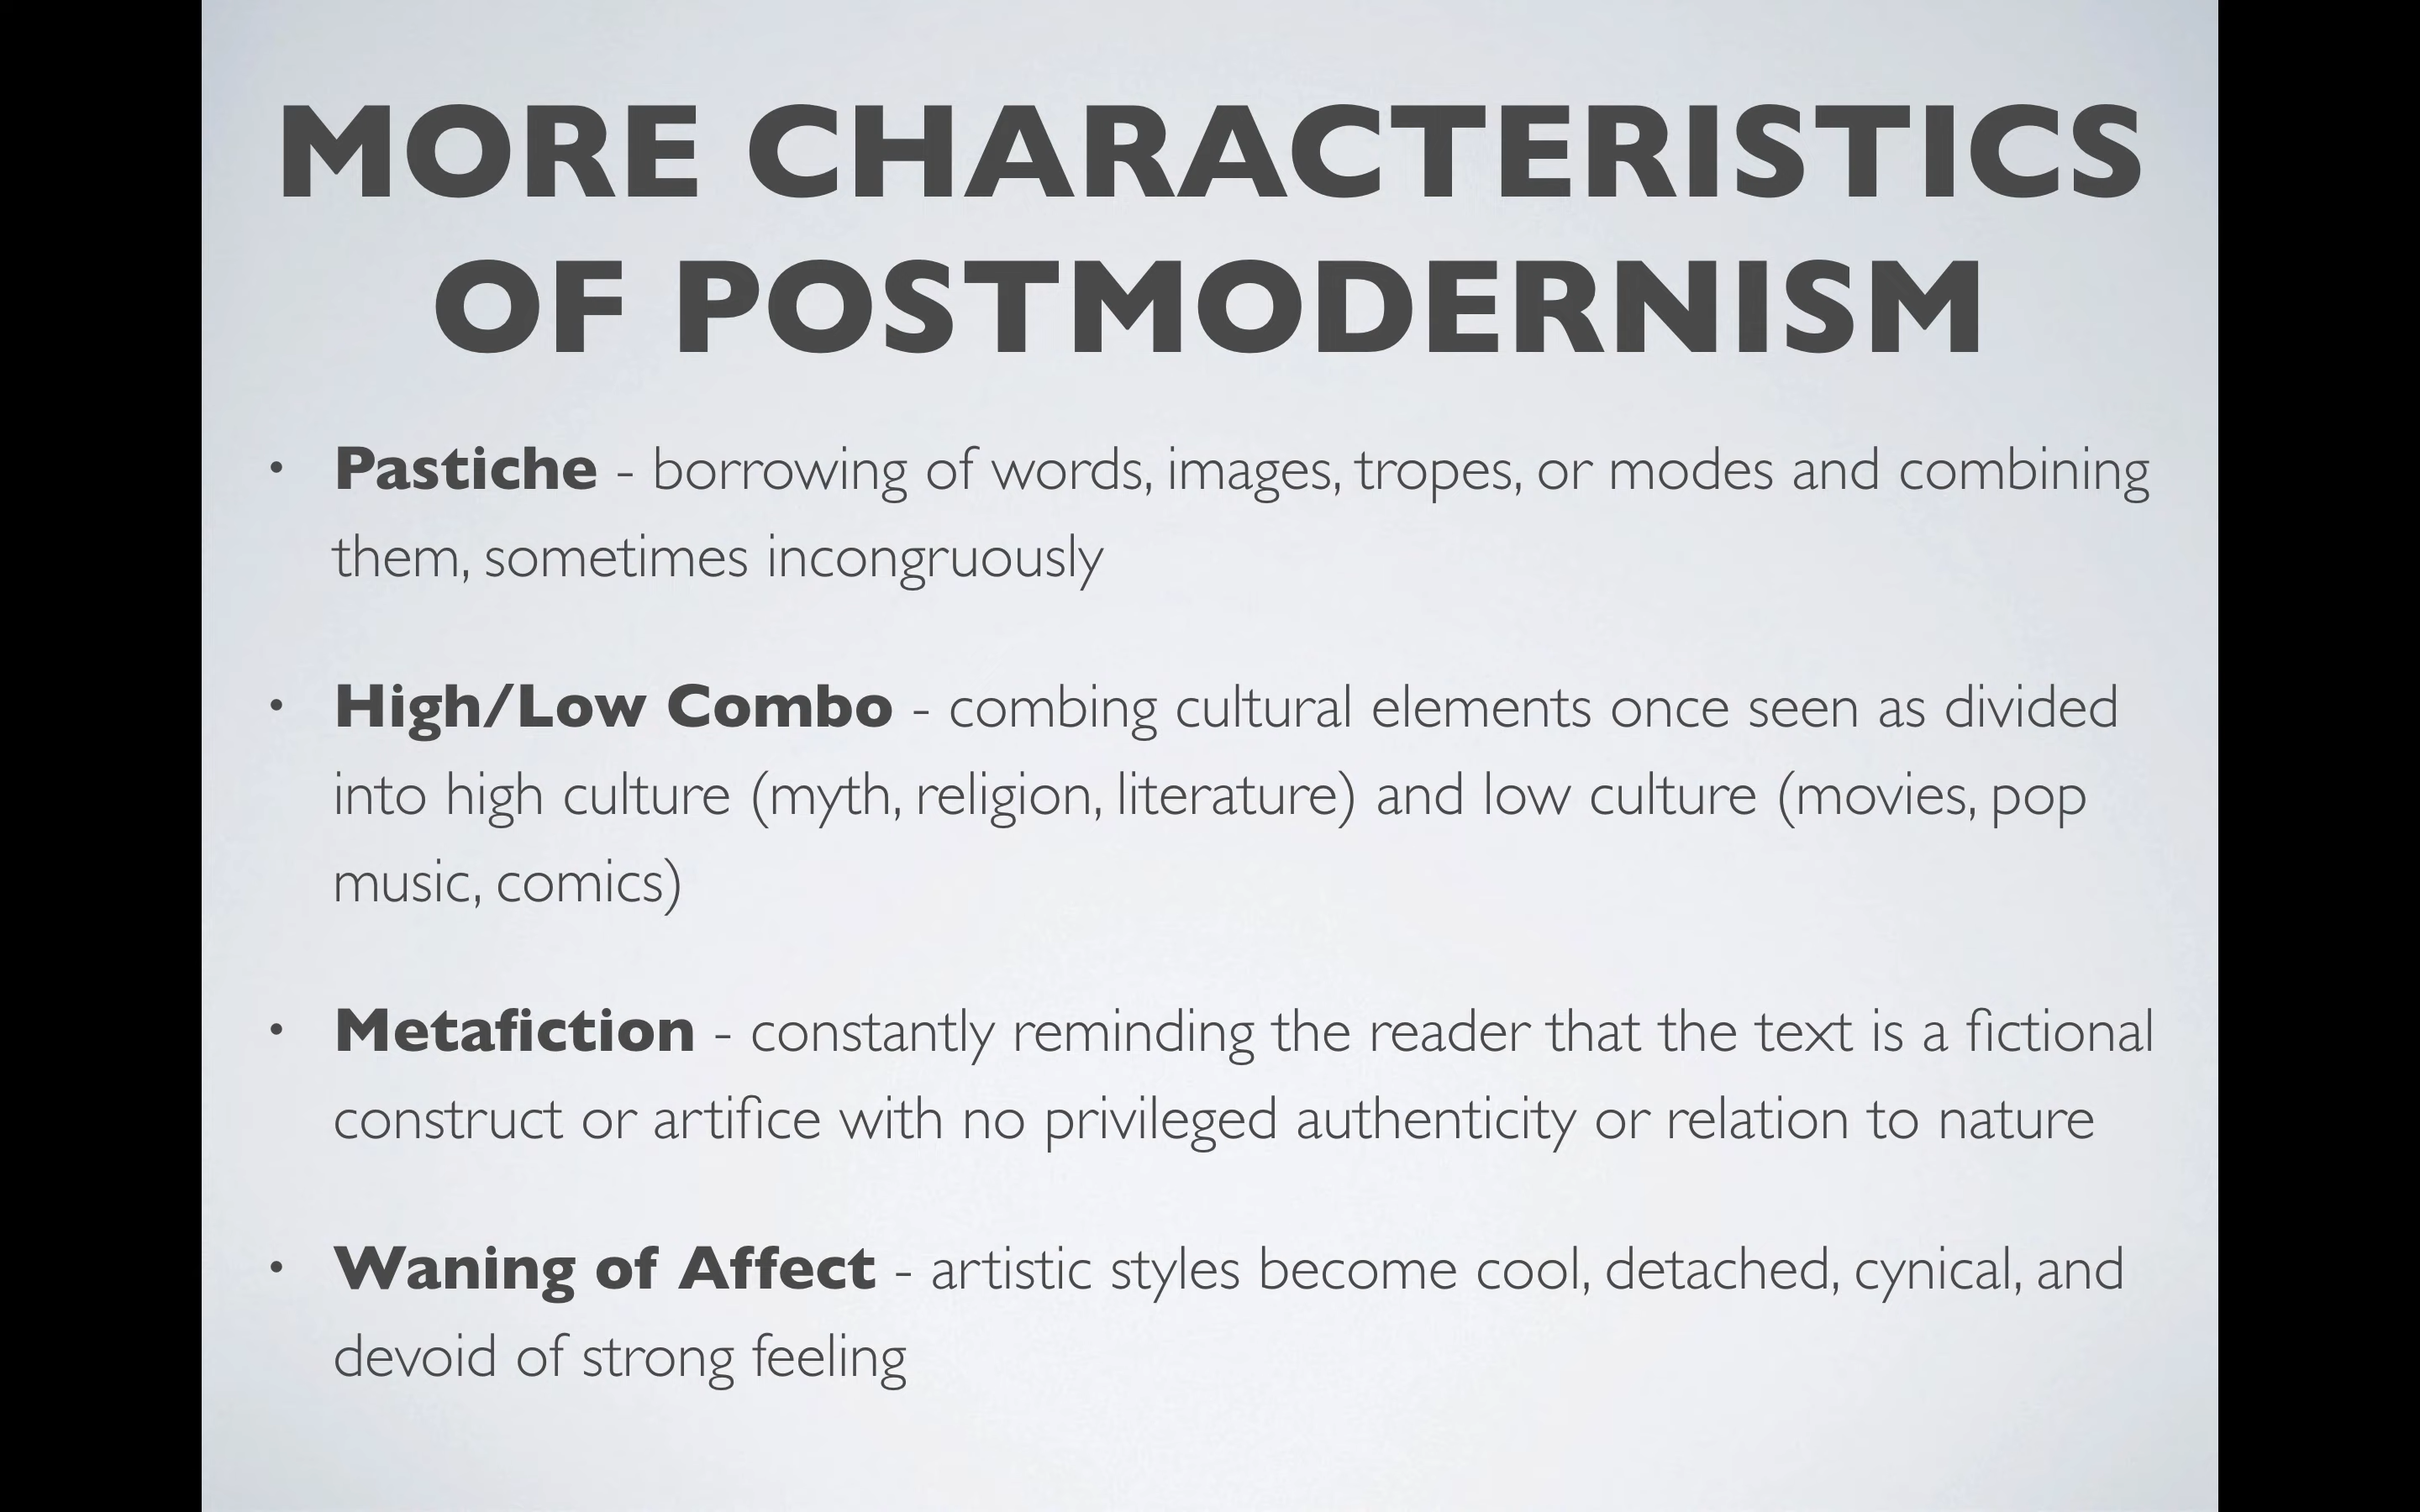 MORE CHARACTERISTICS
OF POSTMODERNISM
• Pastiche - borrowing of words, images, tropes, or modes and combining
them, sometimes incongruously
• High/Low Combo - combing cultural elements once seen as divided
into high culture (myth, religion, literature) and low culture (movies, pop
music, comics)
• Metafiction - constantly reminding the reader that the text is a fictional
construct or artifice with no privileged authenticity or relation to nature
• Waning of Affect - artistic styles become cool, detached, cynical, and
devoid of strong feeling